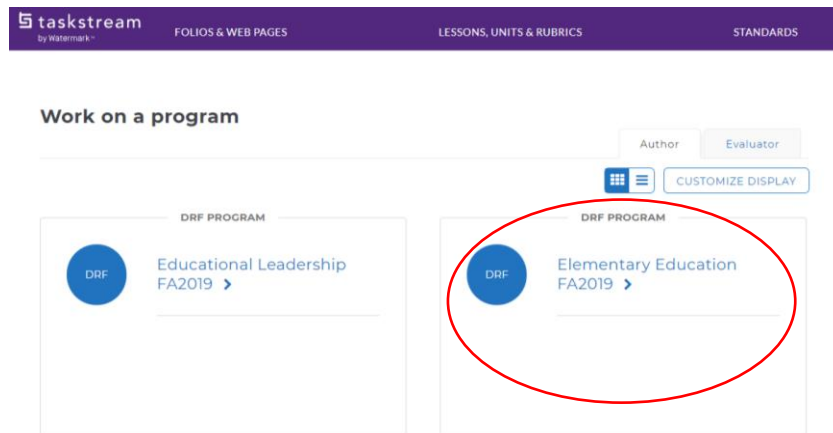 taskstream
by Watermark™
FOLIOS & WEB PAGES
LESSONS, UNITS & RUBRICS
STANDARDS
Work on a program
Author
Evaluator
CUSTOMIZE DISPLAY
DRF PROGRAM
DRF
Educational Leadership
FA2019 >
DRF PROGRAM
DRF
Elementary Education
FA2019 >